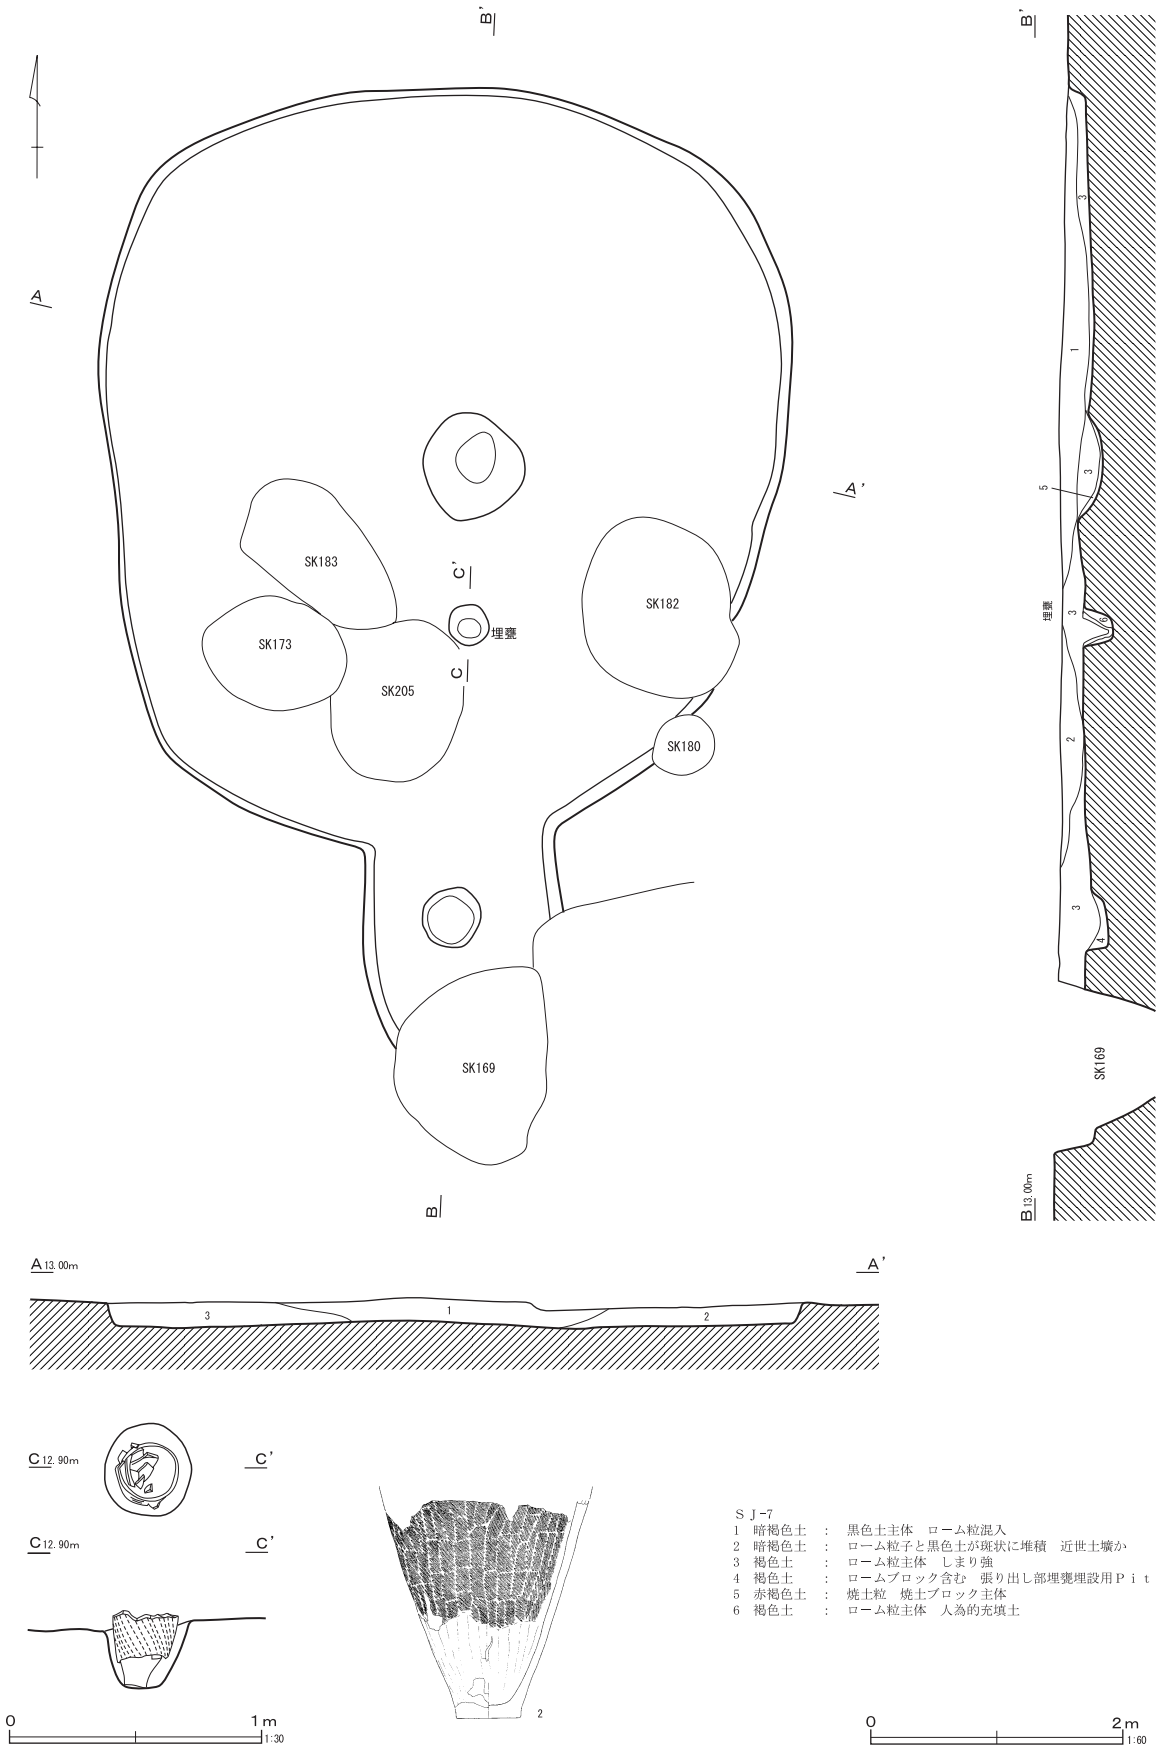 B'
B'
A
3
1
A'
3
5
SK183
C'
SK182
埋甕
埋甕
3
6
SK173
C
SK205
2
SK180
3
4
SK169
SK169
B
B 13.00m
A 13.00m
A'
3
1
2
C 12.90m
C'
C 12.90m
C'
2
ＳＪ-7
1 暗褐色土 : 黒色土主体 ローム粒混入
2 暗褐色土 : ローム粒子と黒色土が斑状に堆積 近世土壙か
3 褐色土 : ローム粒主体 しまり強
4 褐色土 : ロームブロック含む 張り出し部埋甕埋設用Ｐｉｔ
5 赤褐色土 : 焼土粒 焼土ブロック主体
6 褐色土 : ローム粒主体 人為的充填土
0 1m
1:30
0 2m
1:60